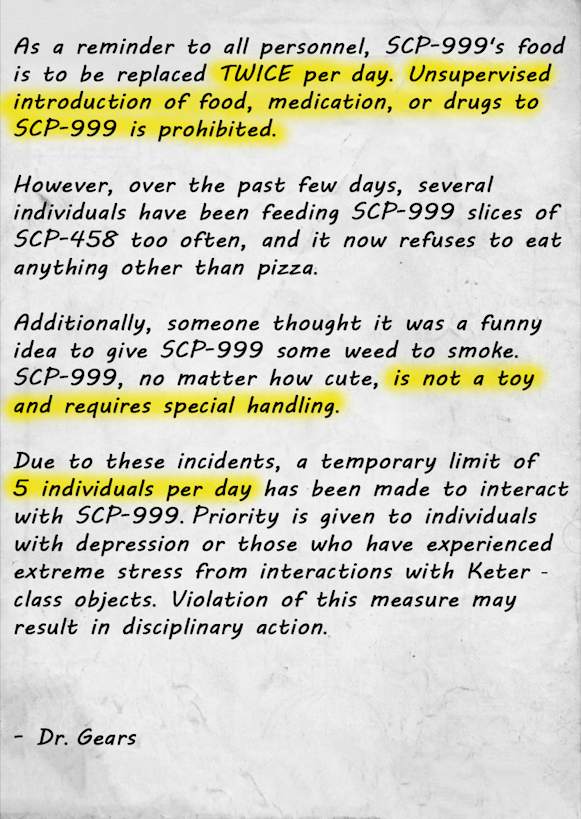 As a reminder to all personnel, SCP-999's food
is to be replaced TWICE per day. Unsupervised
introduction of food, medication, or drugs to
SCP-999 is prohibited.
However, over the past few days, several
individuals have been feeding SCP-999 slices of
SCP-458 too often, and it now refuses to eat
anything other than pizza.
Additionally, someone thought it was a funny
idea to give SCP-999 some weed to smoke.
SCP-999, no matter how cute, is not a toy
and requires special handling.
Due to these incidents, a temporary limit of
5 individuals per day has been made to interact
with SCP-999. Priority is given to individuals
with depression or those who have experienced
extreme stress from interactions with Keter -
class objects. Violation of this measure may
result in disciplinary action.
- Dr. Gears